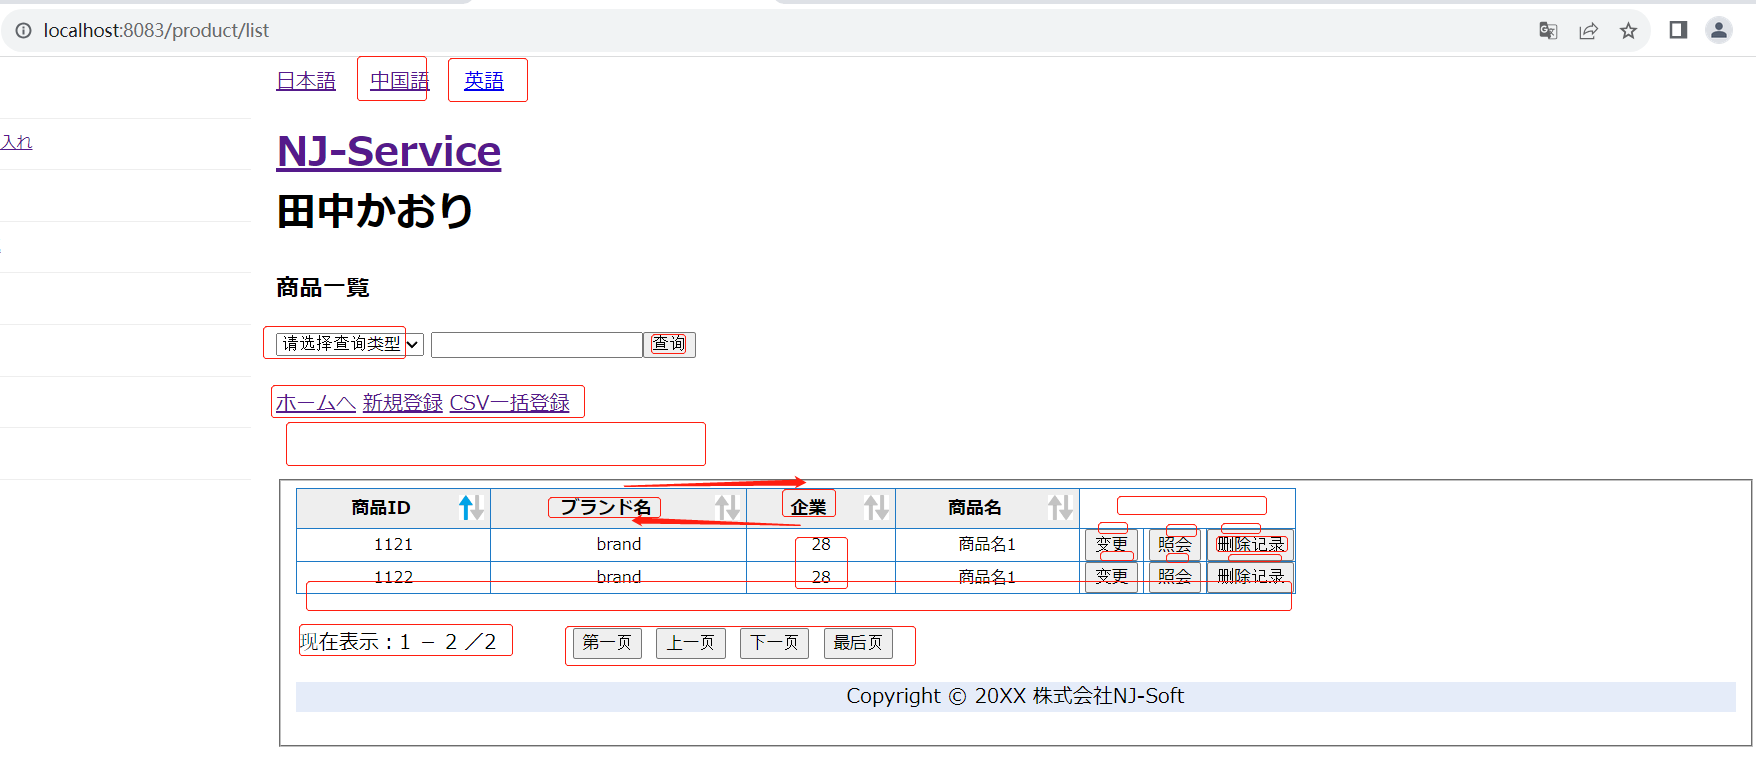 localhost:8083/product/list
日本語 中国語 英語
入れ
NJ-Service
田中かおり
商品一覧
请选择查询类型 查询
ホームへ 新規登録 CSV一括登録
商品ID ブランド名 企業 商品名
1121 brand 28 商品名1 变更 照会 删除记录
1122 brand 28 商品名1 变更 照会 删除记录
现在表示：1 － 2 ／2 第一页 上一页 下一页 最后页
Copyright © 20XX 株式会社NJ-Soft